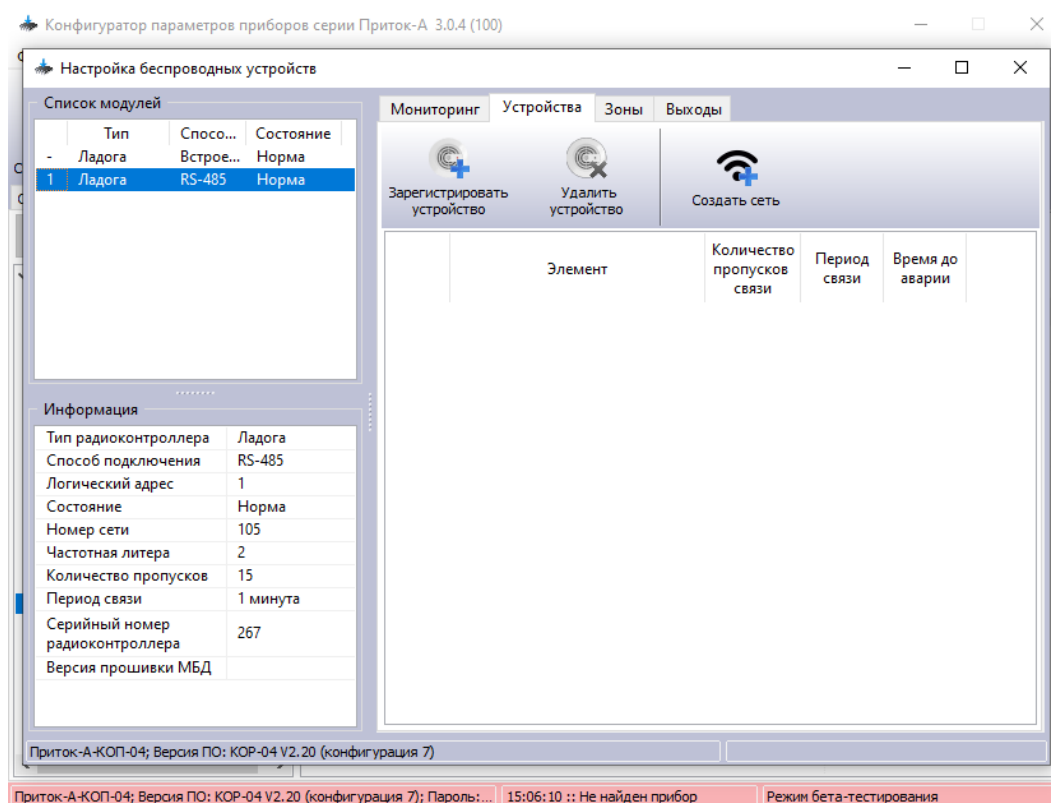 Конфигуратор параметров приборов серии Приток-А 3.0.4 (100)
Настройка беспроводных устройств
Список модулей
Тип Спосо... Состояние
- Ладога Встрое... Норма
1 Ладога RS-485 Норма
Информация
Тип радиоконтроллера Ладога
Способ подключения RS-485
Логический адрес 1
Состояние Норма
Номер сети 105
Частотная литера 2
Количество пропусков 15
Период связи 1 минута
Серийный номер
радиоконтроллера 267
Версия прошивки МБД
Мониторинг Устройства Зоны Выходы
Зарегистрировать
устройство
Удалить
устройство
Создать сеть
Элемент
Количество
пропусков
связи
Период
связи
Время до
аварии
Приток-А-КОП-04; Версия ПО: КОР-04 V2.20 (конфигурация 7)
Приток-А-КОП-04; Версия ПО: КОР-04 V2.20 (конфигурация 7); Пароль:... 15:06:10 :: Не найден прибор Режим бета-тестирования